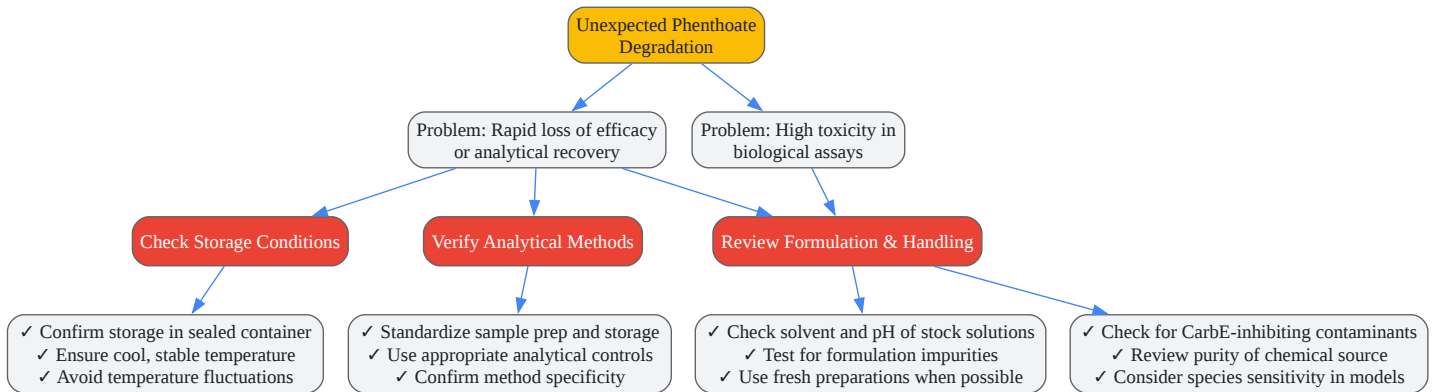 Unexpected Phenthoate
Degradation
Problem: Rapid loss of efficacy
or analytical recovery
Problem: High toxicity in
biological assays
Check Storage Conditions
Verify Analytical Methods
Review Formulation & Handling
✓ Confirm storage in sealed container
✓ Ensure cool, stable temperature
✓ Avoid temperature fluctuations
✓ Standardize sample prep and storage
✓ Use appropriate analytical controls
✓ Confirm method specificity
✓ Check solvent and pH of stock solutions
✓ Test for formulation impurities
✓ Use fresh preparations when possible
✓ Check for CarbE-inhibiting contaminants
✓ Review purity of chemical source
✓ Consider species sensitivity in models